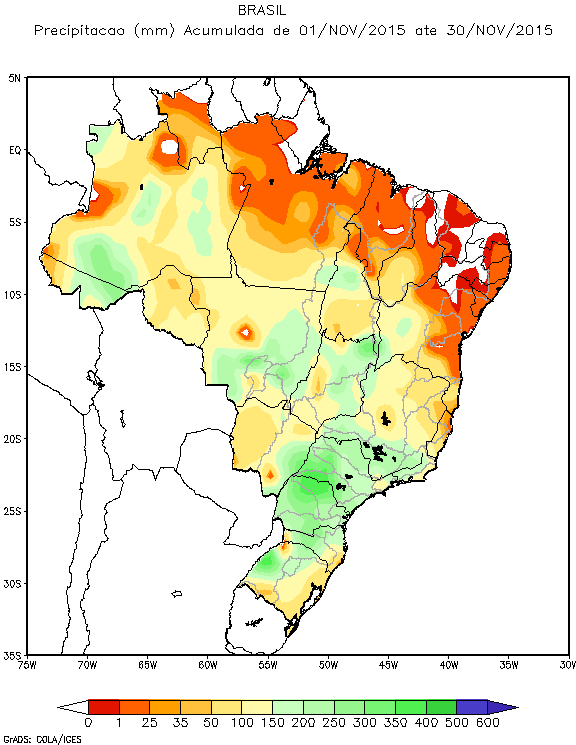 BRASIL
Precipitacao (mm) Acumulada de 01/NOV/2015 ate 30/NOV/2015
5N
EQ
5S
10S
15S
20S
25S
30S
35S
75W 70W 65W 60W 55W 50W 45W 40W 35W 30W
0 1 25 35 50 100 150 200 250 300 350 400 500 600
GrADS: COLA/IGES